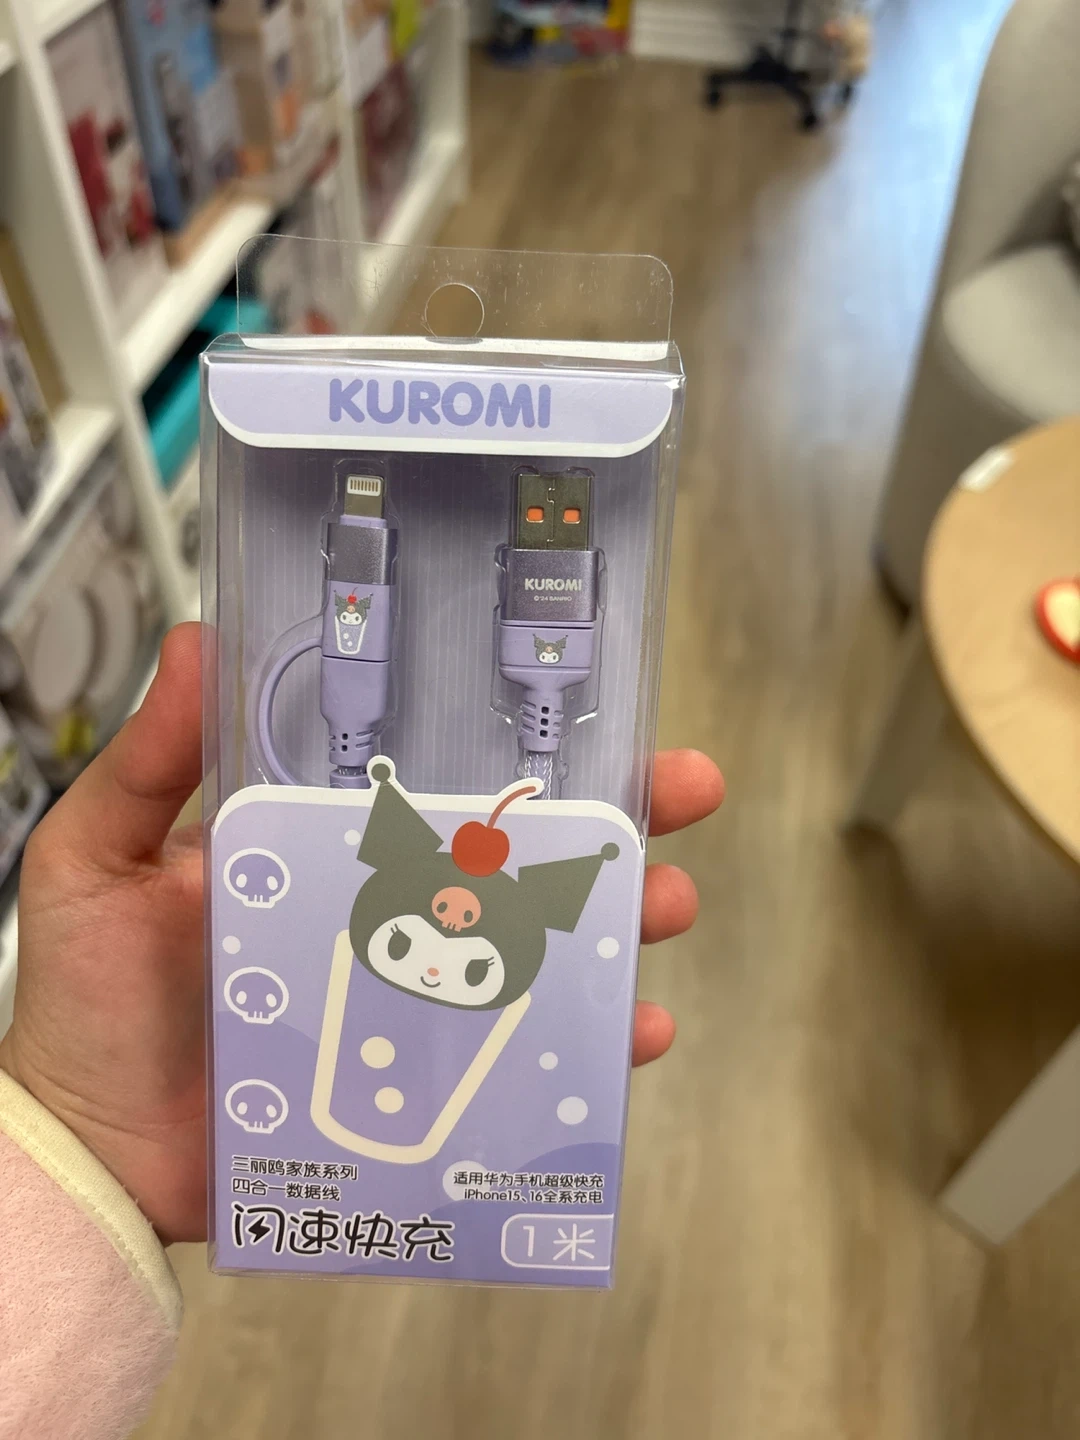 KUROMI
KUROMI
©'24 SANRIO
三丽鸥家族系列
四合一数据线
闪速快充
适用华为手机超级快充
iPhone15、16全系充电
1米